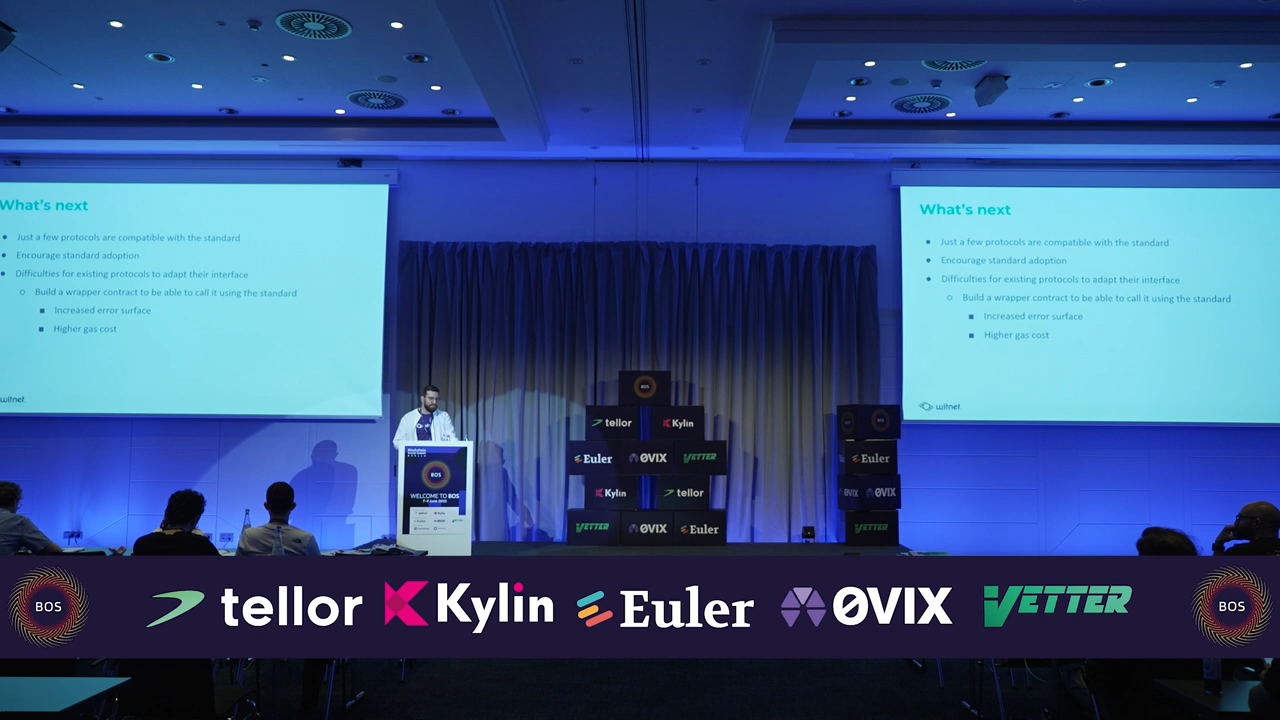 What's next
Just a few protocols are compatible with the standard
Encourage standard adoption
Difficulties for existing protocols to adapt their interface
Build a wrapper contract to be able to call it using the standard
Increased error surface
Higher gas cost
witnet
What's next
Just a few protocols are compatible with the standard
Encourage standard adoption
Difficulties for existing protocols to adapt their interface
Build a wrapper contract to be able to call it using the standard
Increased error surface
Higher gas cost
witnet
BOS
WELCOME TO BOS
BOS
tellor Kylin
Euler 0VIX VETTER
Kylin tellor
VETTER 0VIX Euler
Euler
0VIX 0VIX
VETTER
BOS tellor Kylin Euler 0VIX VETTER BOS